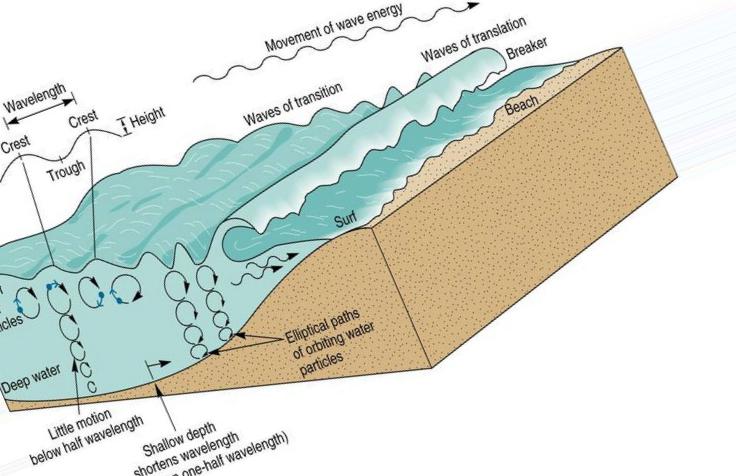 Movement of wave energy
Waves of translation
Breaker
Wavelength
Crest
Height
Waves of transition
Crest
Trough
Beach
Surf
Elliptical paths
of orbiting water
particles
Deep water
Little motion
below half wavelength
Shallow depth
shortens wavelength
one-half wavelength)